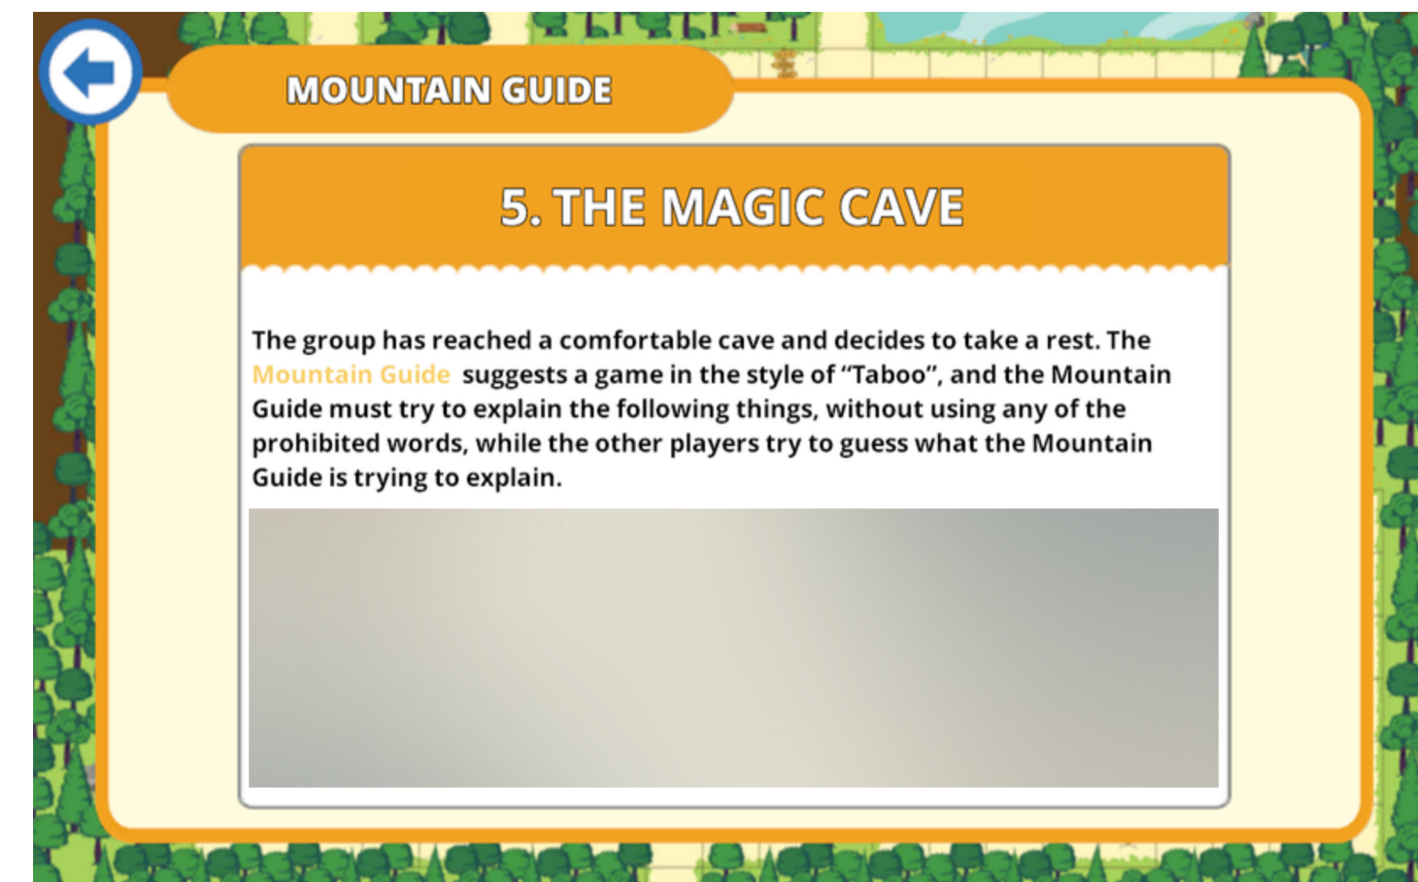 MOUNTAIN GUIDE
5. THE MAGIC CAVE
The group has reached a comfortable cave and decides to take a rest. The
Mountain Guide suggests a game in the style of “Taboo”, and the Mountain
Guide must try to explain the following things, without using any of the
prohibited words, while the other players try to guess what the Mountain
Guide is trying to explain.